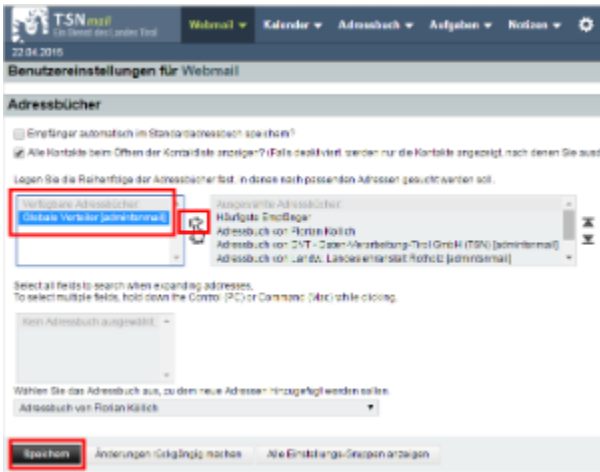 TSNmail
Ein Dienst des Landes Tirol
Webmail
Kalender
Adressbuch
Aufgaben
Notizen
22.04.2015
Benutzereinstellungen für Webmail
Adressbücher
Empfänger automatisch im Standardadressbuch speichern?
Alle Kontakte beim Öffnen der Kontaktliste anzeigen? (Falls deaktiviert, werden nur die Kontakte angezeigt, nach denen Sie
Legen Sie die Reihenfolge der Adressbücher fest, in denen nach passenden Adressen gesucht werden soll.
Verfügbare Adressbücher:
Globale Verteiler [admintsnmail]
Ausgewählte Adressbücher:
Häufigste Empfänger
Adressbuch von Florian Köllich
Adressbuch von DVT - Daten-Verarbeitung-Tirol GmbH (TSN) [admintsnmail]
Adressbuch von Landw. Landeslehranstalt Rotholz [admintsnmail]
Select all fields to search when expanding addresses.
To select multiple fields, hold down the Control (PC) or Command (Mac) while clicking.
Kein Adressbuch ausgewählt.
Wählen Sie das Adressbuch aus, zu dem neue Adressen hinzugefügt werden sollen.
Adressbuch von Florian Köllich
Speichern
Änderungen rückgängig machen
Alle Einstellungs-Gruppen anzeigen